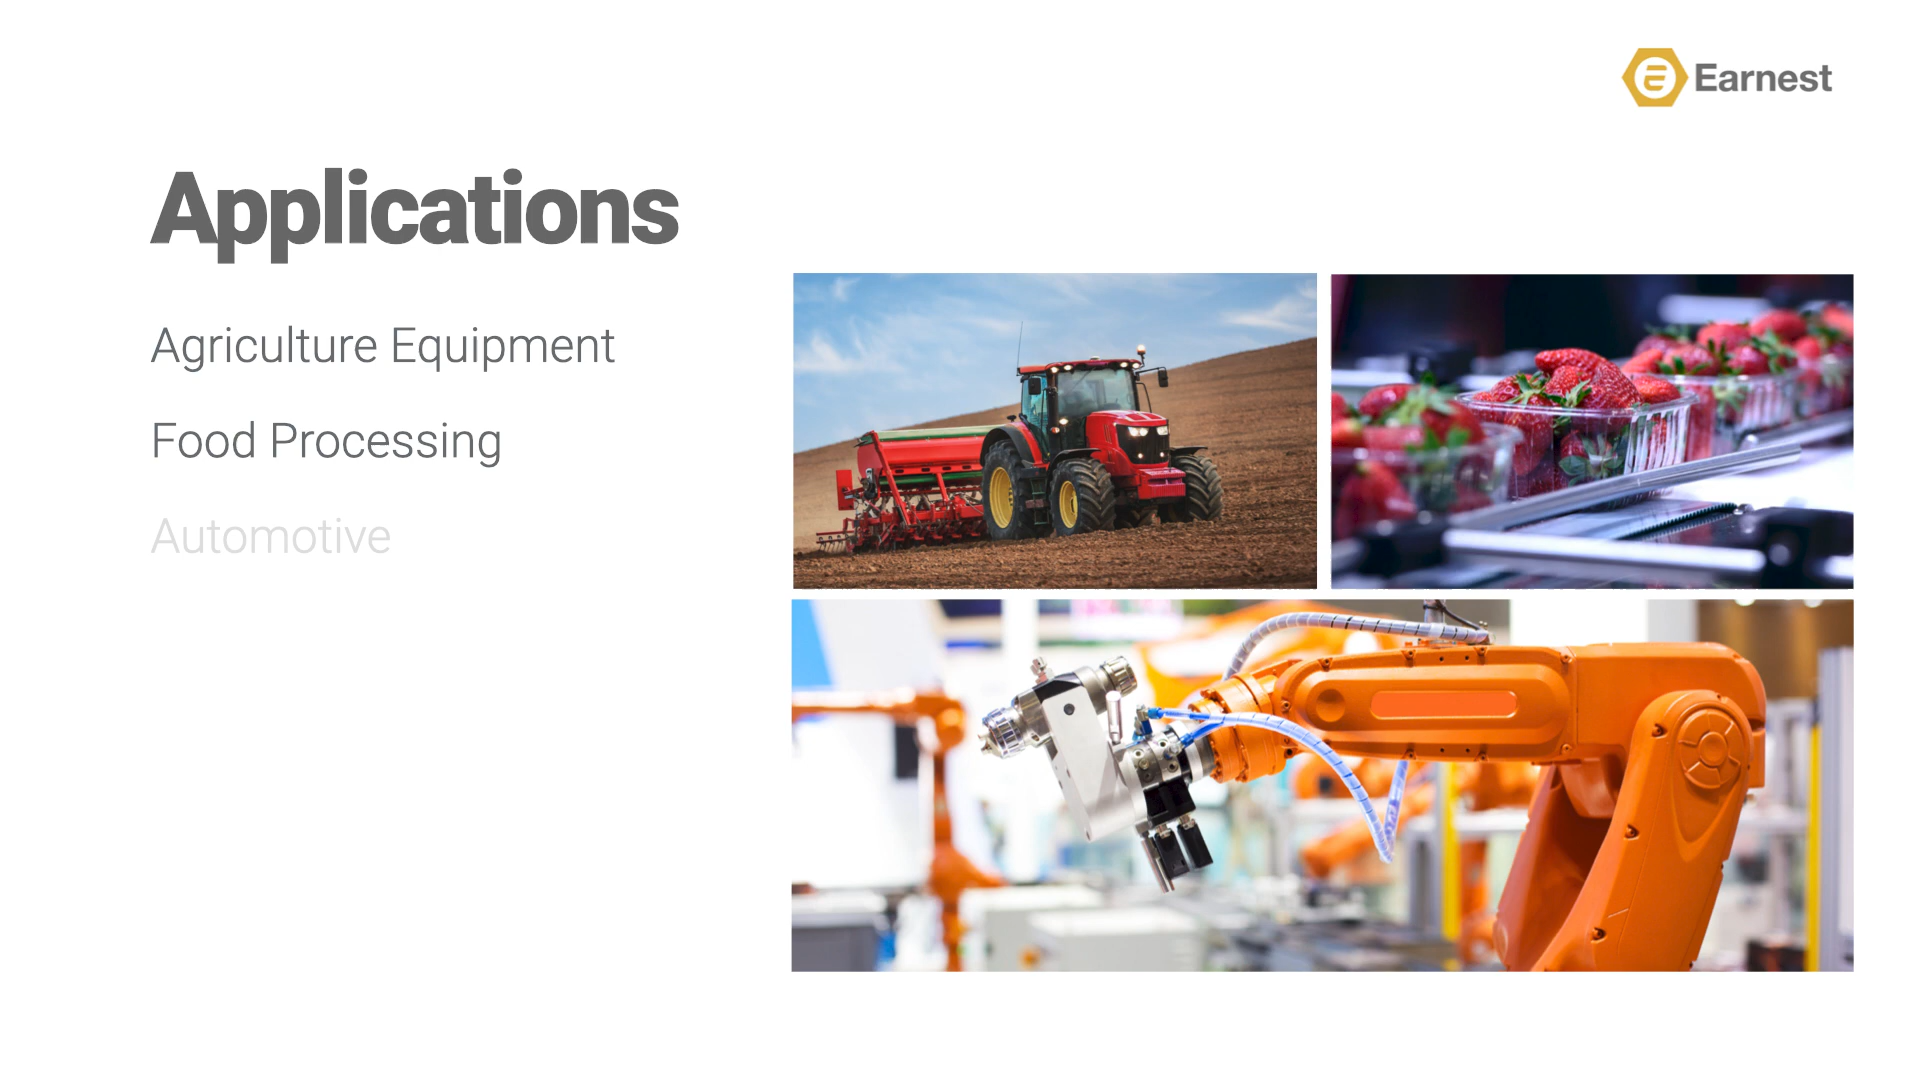 Earnest
Applications
Agriculture Equipment
Food Processing
Automotive